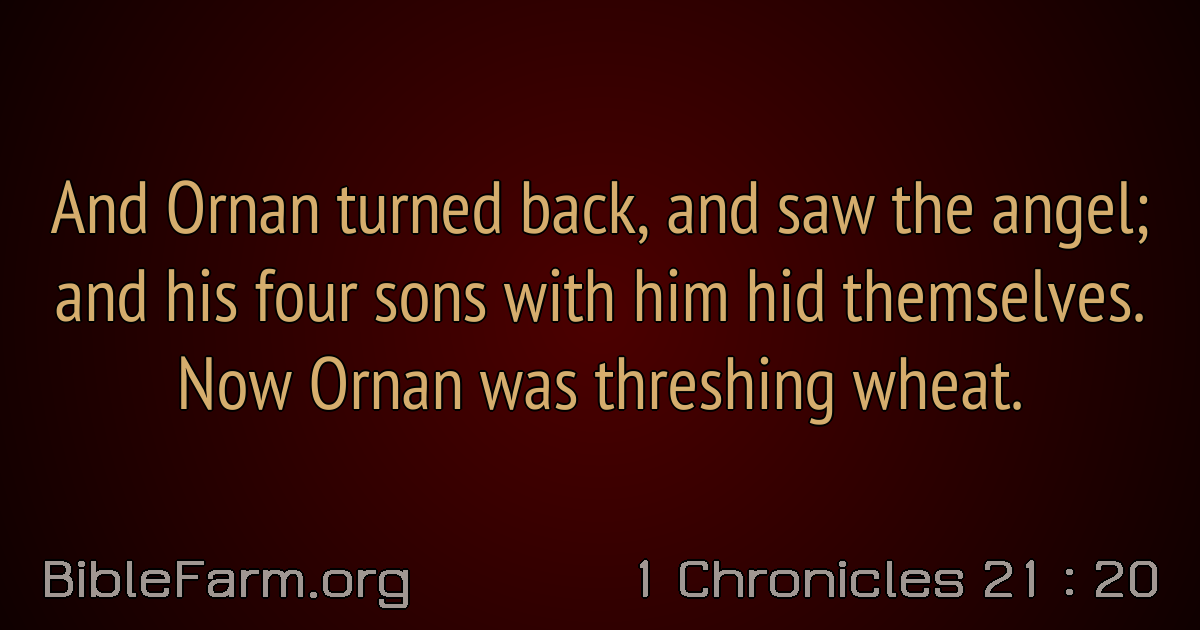 And Ornan turned back, and saw the angel;
and his four sons with him hid themselves.
Now Ornan was threshing wheat.
BibleFarm.org
1 Chronicles 21 : 20